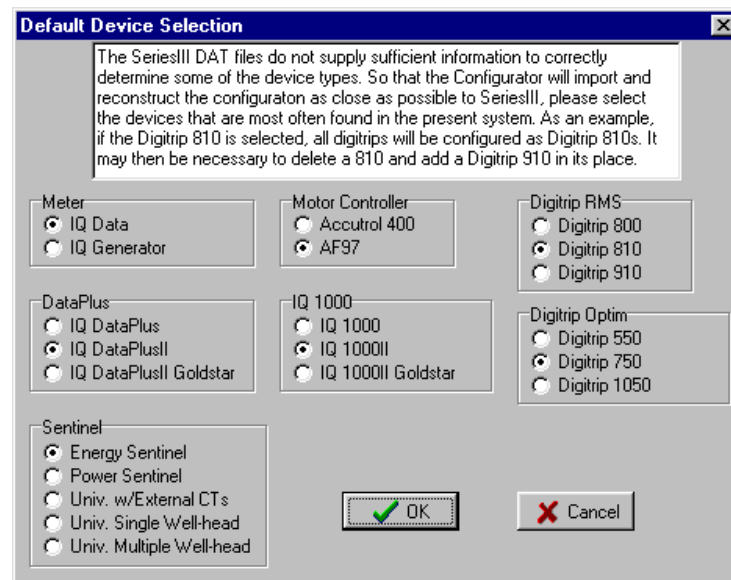 Default Device Selection
The SeriesIII DAT files do not supply sufficient information to correctly
determine some of the device types. So that the Configurator will import and
reconstruct the configuraton as close as possible to SeriesIII, please select
the devices that are most often found in the present system. As an example,
if the Digitrip 810 is selected, all digitrips will be configured as Digitrip 810s. It
may then be necessary to delete a 810 and add a Digitrip 910 in its place.
Meter
IQ Data
IQ Generator
Motor Controller
Accutrol 400
AF97
Digitrip RMS
Digitrip 800
Digitrip 810
Digitrip 910
DataPlus
IQ DataPlus
IQ DataPlusII
IQ DataPlusII Goldstar
IQ 1000
IQ 1000
IQ 1000II
IQ 1000II Goldstar
Digitrip Optim
Digitrip 550
Digitrip 750
Digitrip 1050
Sentinel
Energy Sentinel
Power Sentinel
Univ. w/External CTs
Univ. Single Well-head
Univ. Multiple Well-head
OK
Cancel